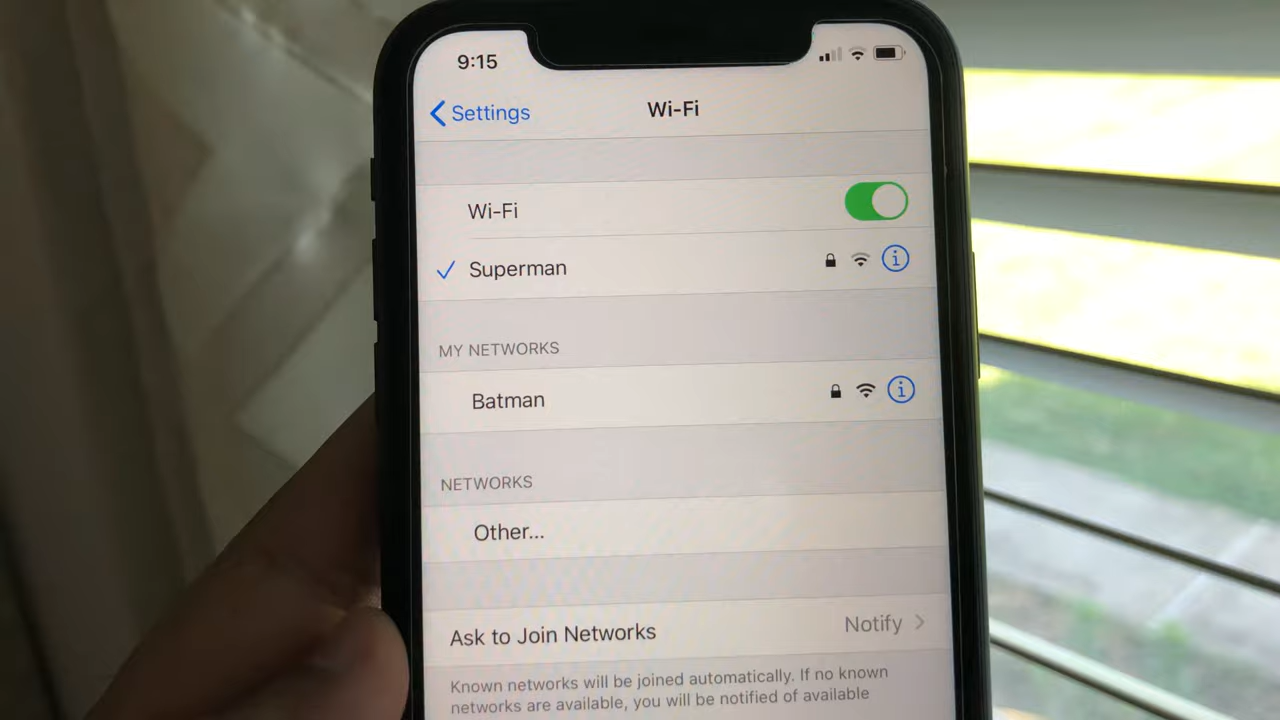 9:15
Settings
Wi-Fi
Wi-Fi
Superman
MY NETWORKS
Batman
NETWORKS
Other...
Ask to Join Networks Notify
Known networks will be joined automatically. If no known
networks are available, you will be notified of available